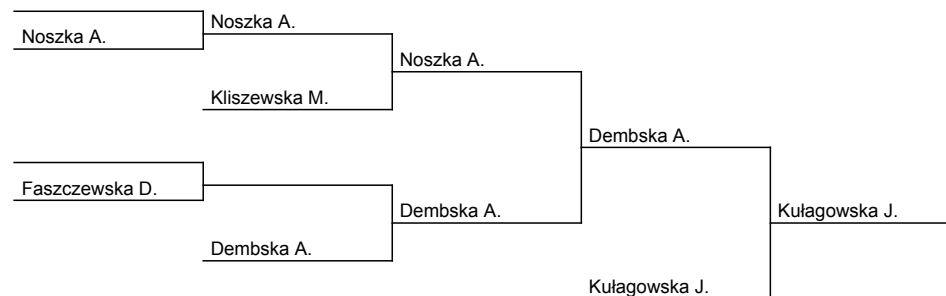 Noszka A.
Noszka A.
Noszka A.
Kliszewska M.
Dembska A.
Faszczewska D.
Dembska A.
Kułagowska J.
Dembska A.
Kułagowska J.